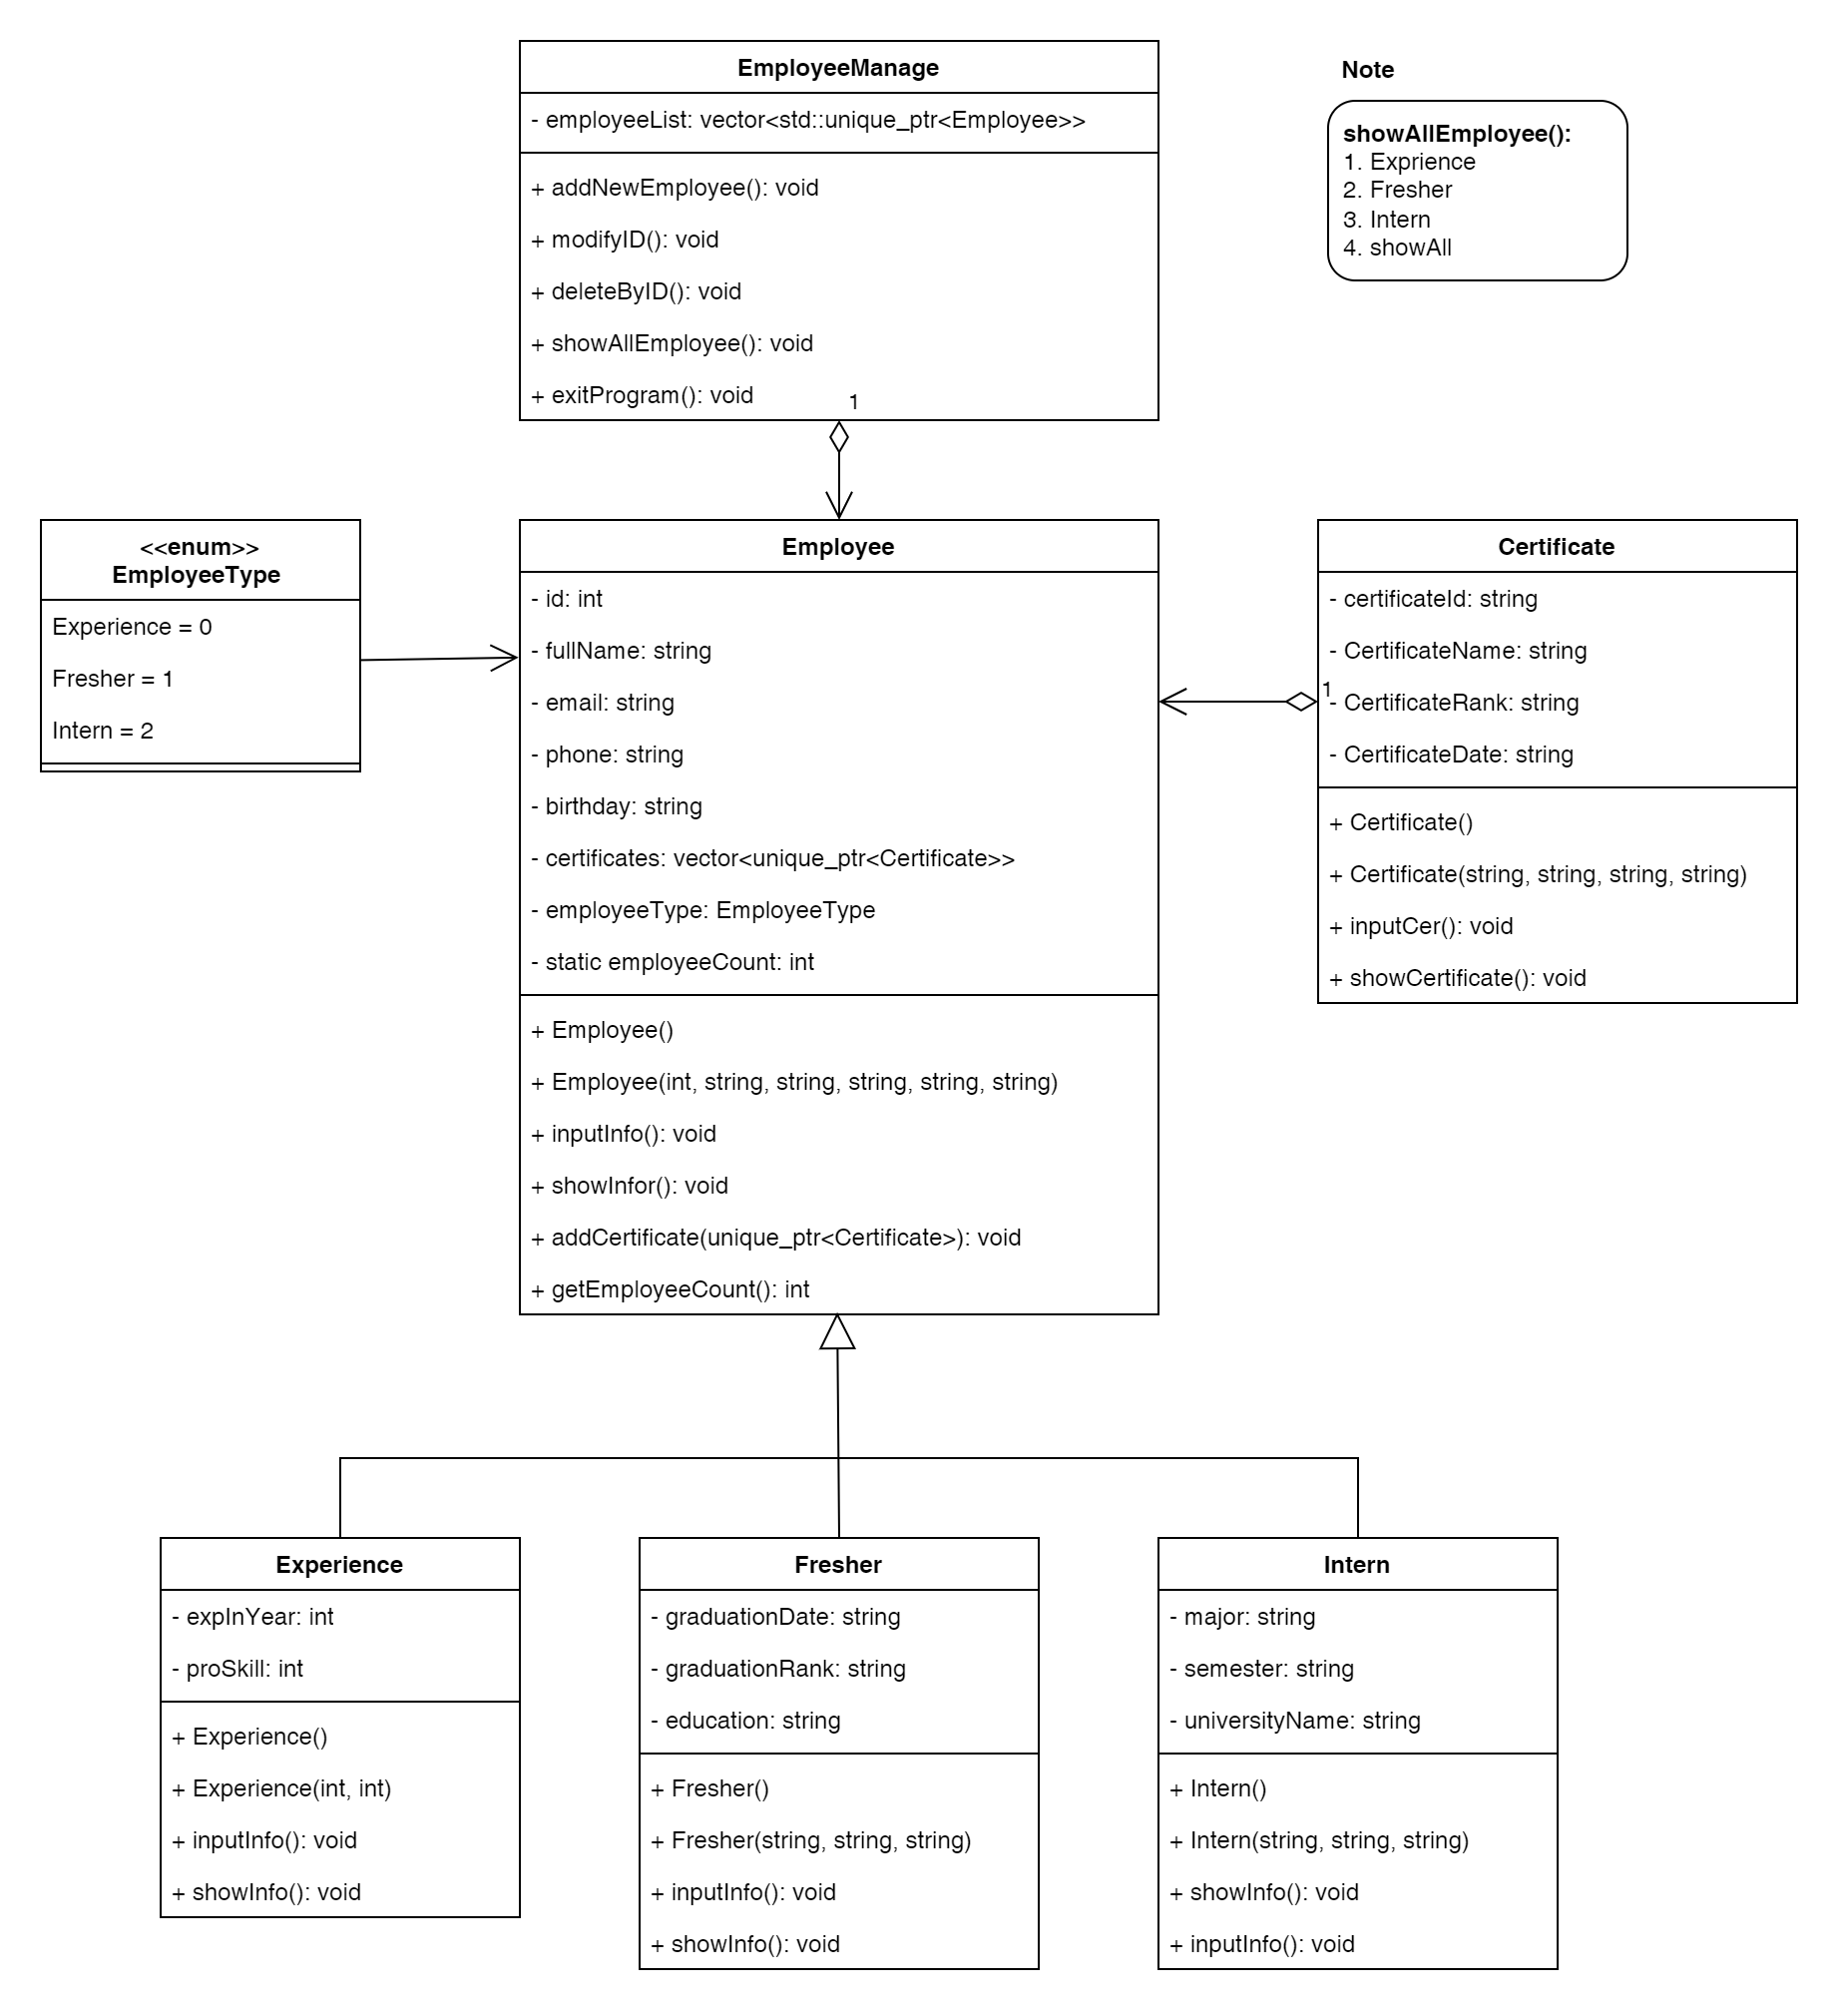 EmployeeManage
- employeeList: vector<std::unique_ptr<Employee>>
+ addNewEmployee(): void
+ modifyID(): void
+ deleteByID(): void
+ showAllEmployee(): void
+ exitProgram(): void
1
Note
showAllEmployee():
1. Exprience
2. Fresher
3. Intern
4. showAll
<<enum>>
EmployeeType
Experience = 0
Fresher = 1
Intern = 2
Employee
- id: int
- fullName: string
- email: string
- phone: string
- birthday: string
- certificates: vector<unique_ptr<Certificate>>
- employeeType: EmployeeType
- static employeeCount: int
+ Employee()
+ Employee(int, string, string, string, string, string)
+ inputInfo(): void
+ showInfor(): void
+ addCertificate(unique_ptr<Certificate>): void
+ getEmployeeCount(): int
Certificate
- certificateId: string
- CertificateName: string
1
- CertificateRank: string
- CertificateDate: string
+ Certificate()
+ Certificate(string, string, string, string)
+ inputCer(): void
+ showCertificate(): void
Experience
- expInYear: int
- proSkill: int
+ Experience()
+ Experience(int, int)
+ inputInfo(): void
+ showInfo(): void
Fresher
- graduationDate: string
- graduationRank: string
- education: string
+ Fresher()
+ Fresher(string, string, string)
+ inputInfo(): void
+ showInfo(): void
Intern
- major: string
- semester: string
- universityName: string
+ Intern()
+ Intern(string, string, string)
+ showInfo(): void
+ inputInfo(): void